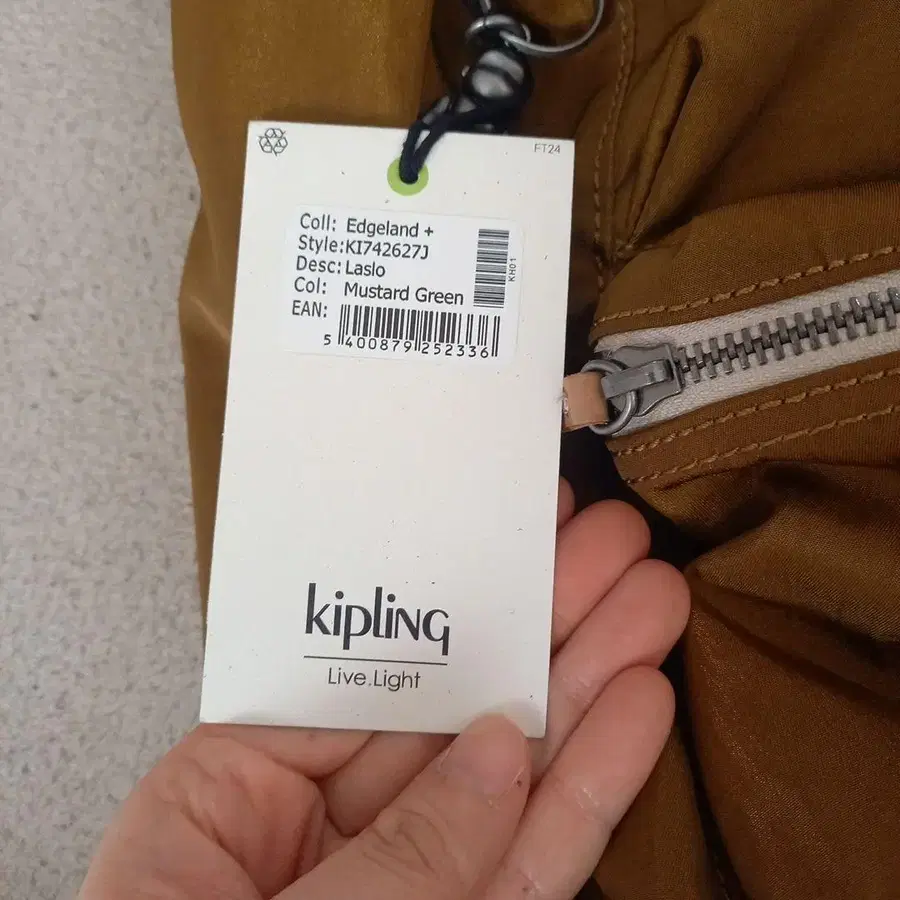 FT24
Coll: Edgeland +
Style:KI742627J
Desc: Laslo
Col: Mustard Green
EAN:
5 400879 252336
KH01
kipling
Live.Light